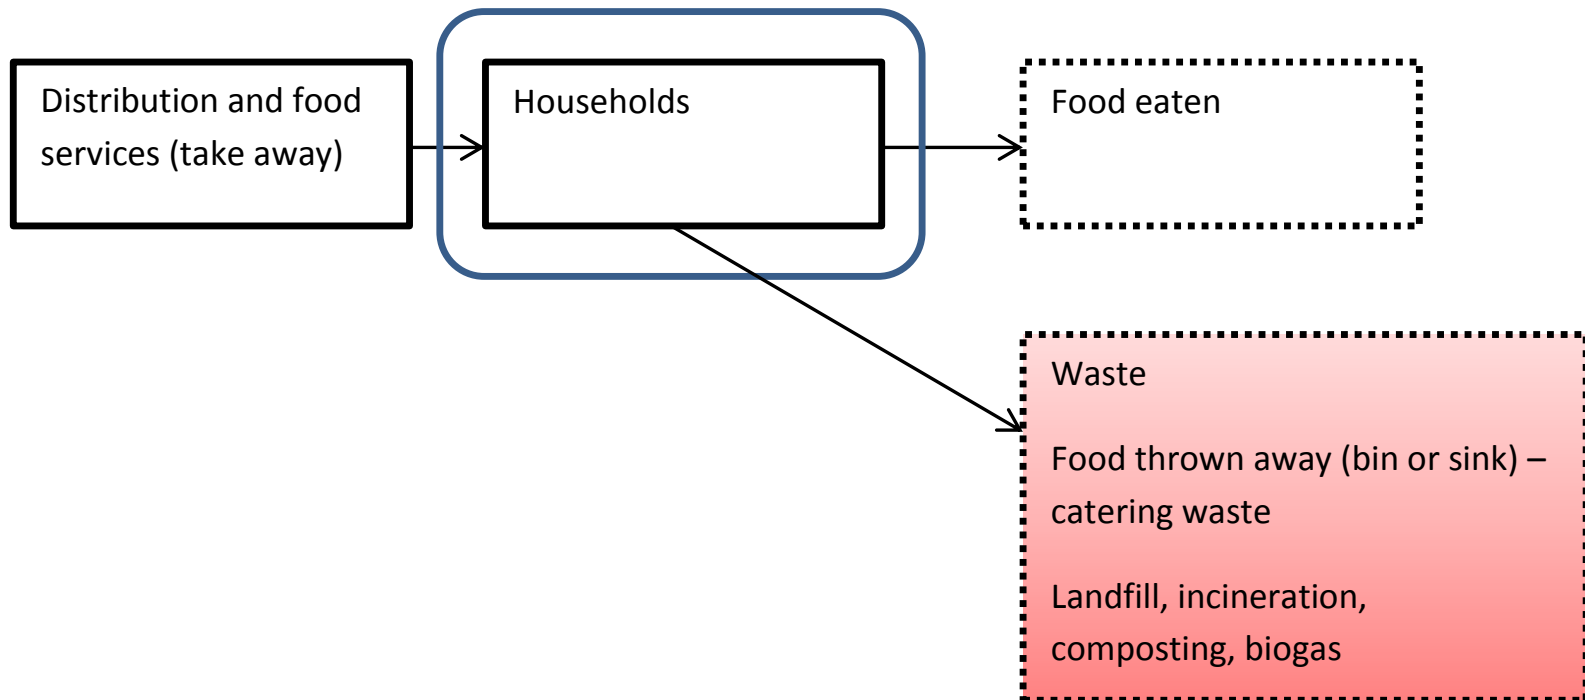 Distribution and food
services (take away)
Households
Food eaten
Waste
Food thrown away (bin or sink) –
catering waste
Landfill, incineration,
composting, biogas